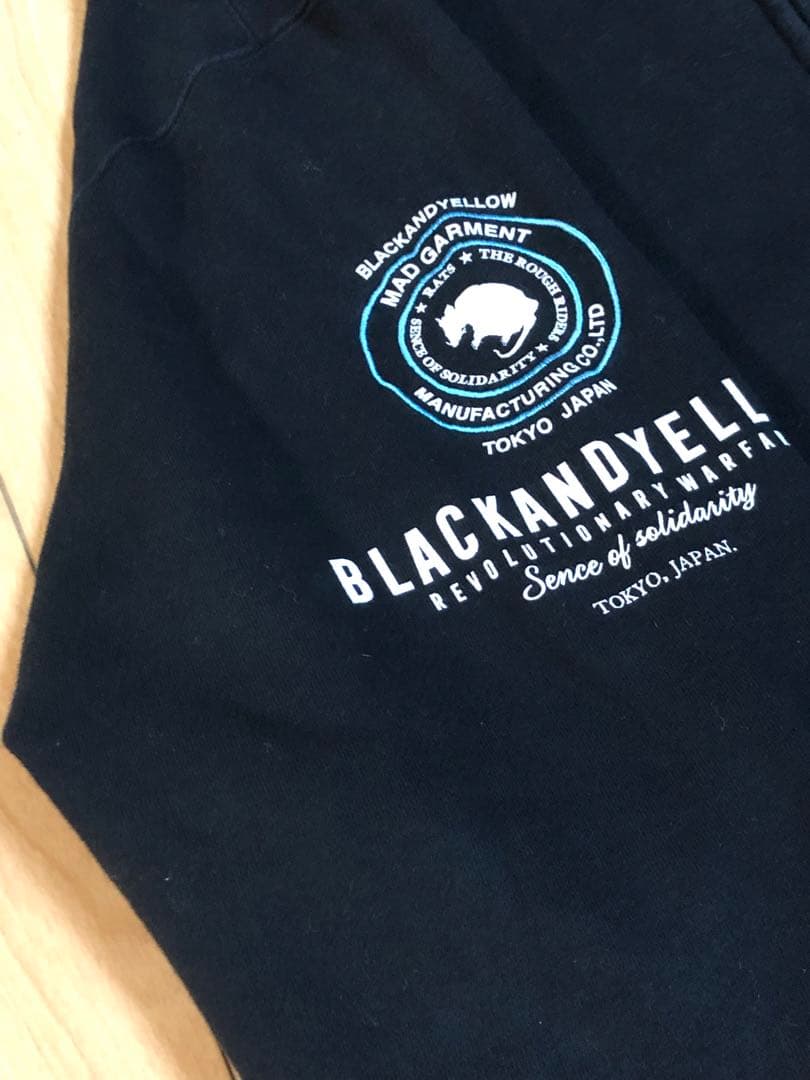 BLACKANDYELLOW
MAD GARMENT
RATS ★ THE ROUGH RIDERS ★ SENCE OF SOLIDARITY ★
MANUFACTURING CO.,LTD
TOKYO JAPAN
BLACKANDYELL
REVOLUTIONARY WARFA
Sence of solidarity
TOKYO, JAPAN.